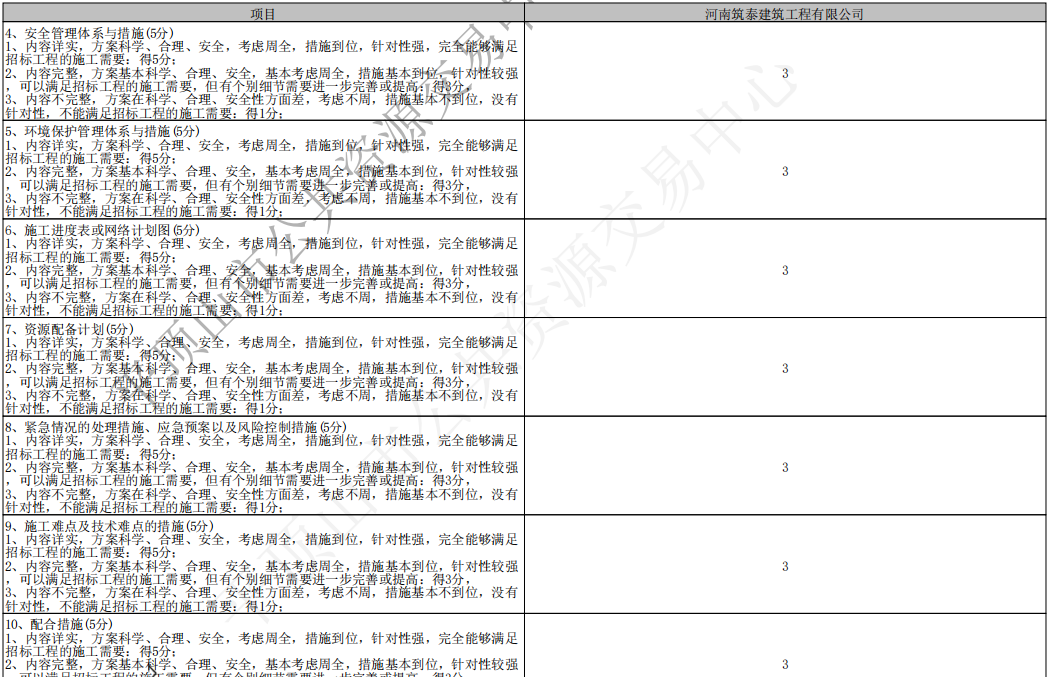 项目
河南筑泰建筑工程有限公司
4、安全管理体系与措施(5分)
1、内容详实，方案科学、合理、安全，考虑周全，措施到位，针对性强，完全能够满足
招标工程的施工需要：得5分；
2、内容完整，方案基本科学、合理、安全，基本考虑周全，措施基本到位，针对性较强
，可以满足招标工程的施工需要，但有个别细节需要进一步完善或提高：得3分，
3、内容不完整，方案在科学、合理、安全性方面差，考虑不周，措施基本不到位，没有
针对性，不能满足招标工程的施工需要：得1分；
3
5、环境保护管理体系与措施(5分)
1、内容详实，方案科学、合理、安全，考虑周全，措施到位，针对性强，完全能够满足
招标工程的施工需要：得5分；
2、内容完整，方案基本科学、合理、安全，基本考虑周全，措施基本到位，针对性较强
，可以满足招标工程的施工需要，但有个别细节需要进一步完善或提高：得3分，
3、内容不完整，方案在科学、合理、安全性方面差，考虑不周，措施基本不到位，没有
针对性，不能满足招标工程的施工需要：得1分；
3
6、施工进度表或网络计划图(5分)
1、内容详实，方案科学、合理、安全，考虑周全，措施到位，针对性强，完全能够满足
招标工程的施工需要：得5分；
2、内容完整，方案基本科学、合理、安全，基本考虑周全，措施基本到位，针对性较强
，可以满足招标工程的施工需要，但有个别细节需要进一步完善或提高：得3分，
3、内容不完整，方案在科学、合理、安全性方面差，考虑不周，措施基本不到位，没有
针对性，不能满足招标工程的施工需要：得1分；
3
7、资源配备计划(5分)
1、内容详实，方案科学、合理、安全，考虑周全，措施到位，针对性强，完全能够满足
招标工程的施工需要：得5分；
2、内容完整，方案基本科学、合理、安全，基本考虑周全，措施基本到位，针对性较强
，可以满足招标工程的施工需要，但有个别细节需要进一步完善或提高：得3分，
3、内容不完整，方案在科学、合理、安全性方面差，考虑不周，措施基本不到位，没有
针对性，不能满足招标工程的施工需要：得1分；
3
8、紧急情况的处理措施、应急预案以及风险控制措施(5分)
1、内容详实，方案科学、合理、安全，考虑周全，措施到位，针对性强，完全能够满足
招标工程的施工需要：得5分；
2、内容完整，方案基本科学、合理、安全，基本考虑周全，措施基本到位，针对性较强
，可以满足招标工程的施工需要，但有个别细节需要进一步完善或提高：得3分，
3、内容不完整，方案在科学、合理、安全性方面差，考虑不周，措施基本不到位，没有
针对性，不能满足招标工程的施工需要：得1分；
3
9、施工难点及技术难点的措施(5分)
1、内容详实，方案科学、合理、安全，考虑周全，措施到位，针对性强，完全能够满足
招标工程的施工需要：得5分；
2、内容完整，方案基本科学、合理、安全，基本考虑周全，措施基本到位，针对性较强
，可以满足招标工程的施工需要，但有个别细节需要进一步完善或提高：得3分，
3、内容不完整，方案在科学、合理、安全性方面差，考虑不周，措施基本不到位，没有
针对性，不能满足招标工程的施工需要：得1分；
3
10、配合措施(5分)
1、内容详实，方案科学、合理、安全，考虑周全，措施到位，针对性强，完全能够满足
招标工程的施工需要：得5分；
2、内容完整，方案基本科学、合理、安全，基本考虑周全，措施基本到位，针对性较强
3
平顶山市公共资源交易中
平顶山市公共资源交易中心